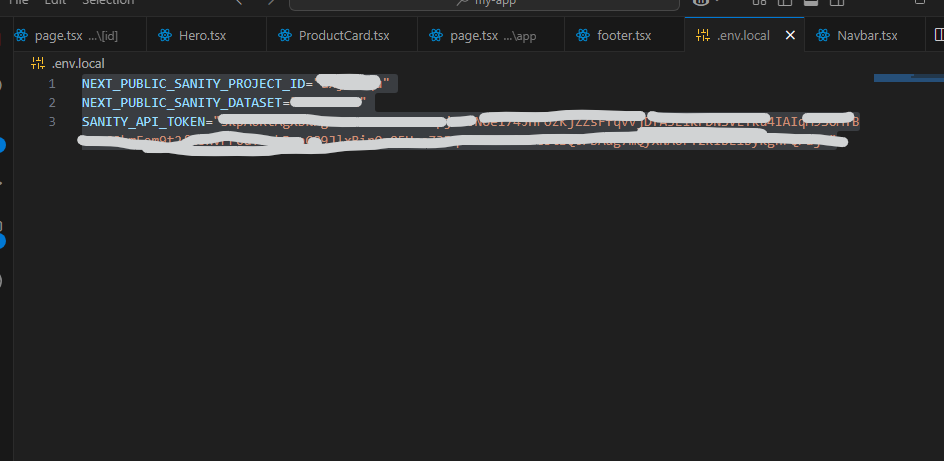 File Edit Selection my-app
page.tsx ...\[id] Hero.tsx ProductCard.tsx page.tsx ...\app footer.tsx .env.local Navbar.tsx
.env.local
1 NEXT_PUBLIC_SANITY_PROJECT_ID="
2 NEXT_PUBLIC_SANITY_DATASET=
3 SANITY_API_TOKEN="